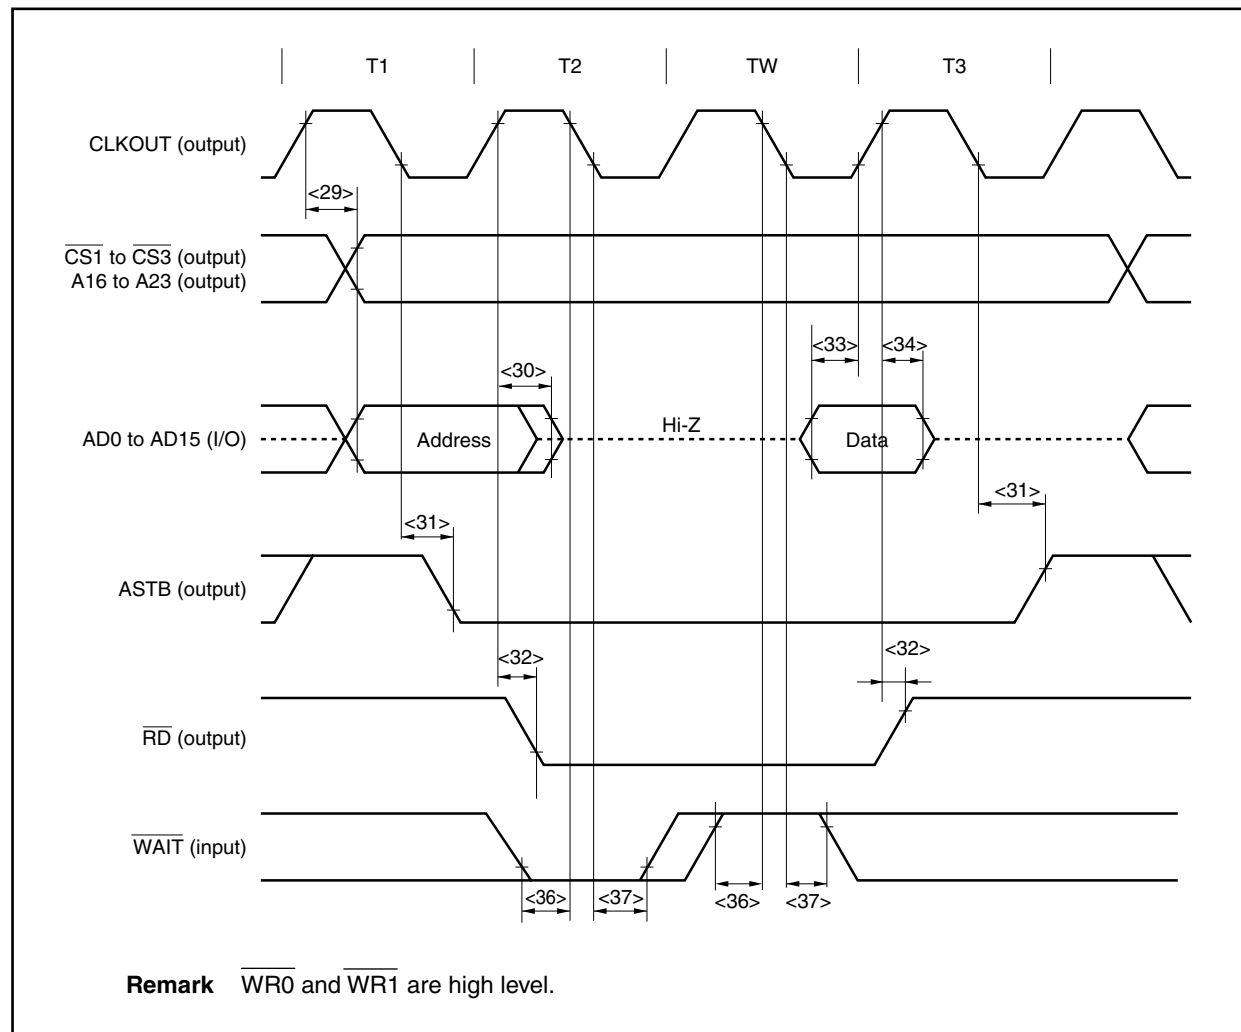 T1 T2 TW T3
CLKOUT (output)
<29>
CS1 to CS3 (output)
A16 to A23 (output)
<33> <34>
<30>
AD0 to AD15 (I/O) Address Hi-Z Data
<31>
<31>
ASTB (output)
<32>
<32>
RD (output)
WAIT (input)
<36> <37> <36> <37>
Remark WR0 and WR1 are high level.